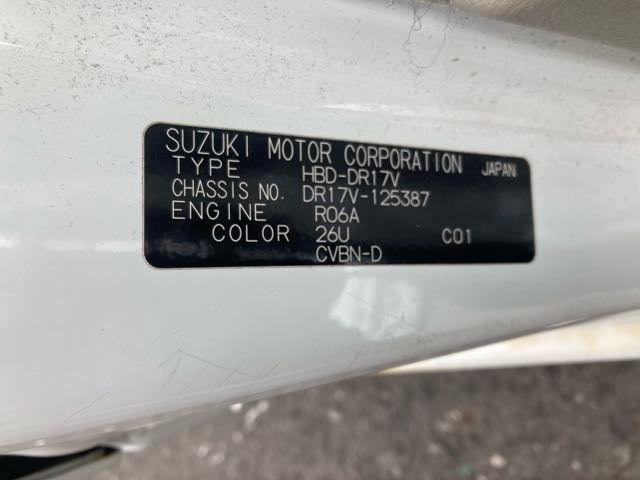 SUZUKI MOTOR CORPORATION JAPAN
TYPE HBD-DR17V
CHASSIS NO. DR17V-125387
ENGINE R06A
COLOR 26U C01
CVBN-D